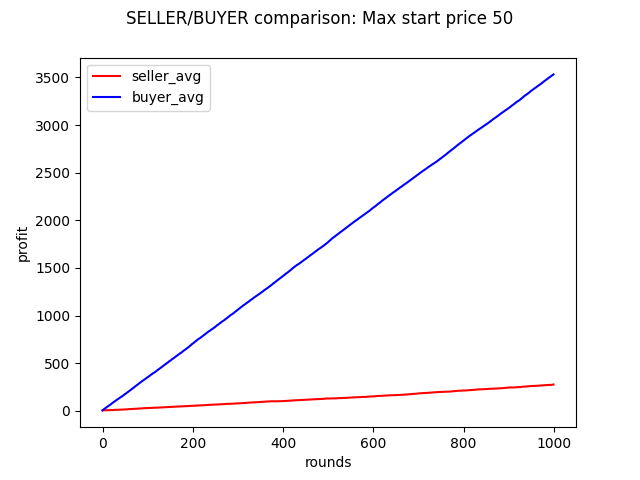 SELLER/BUYER comparison: Max start price 50
seller_avg
buyer_avg
3500
3000
2500
2000
1500
1000
500
0
profit
0 200 400 600 800 1000
rounds